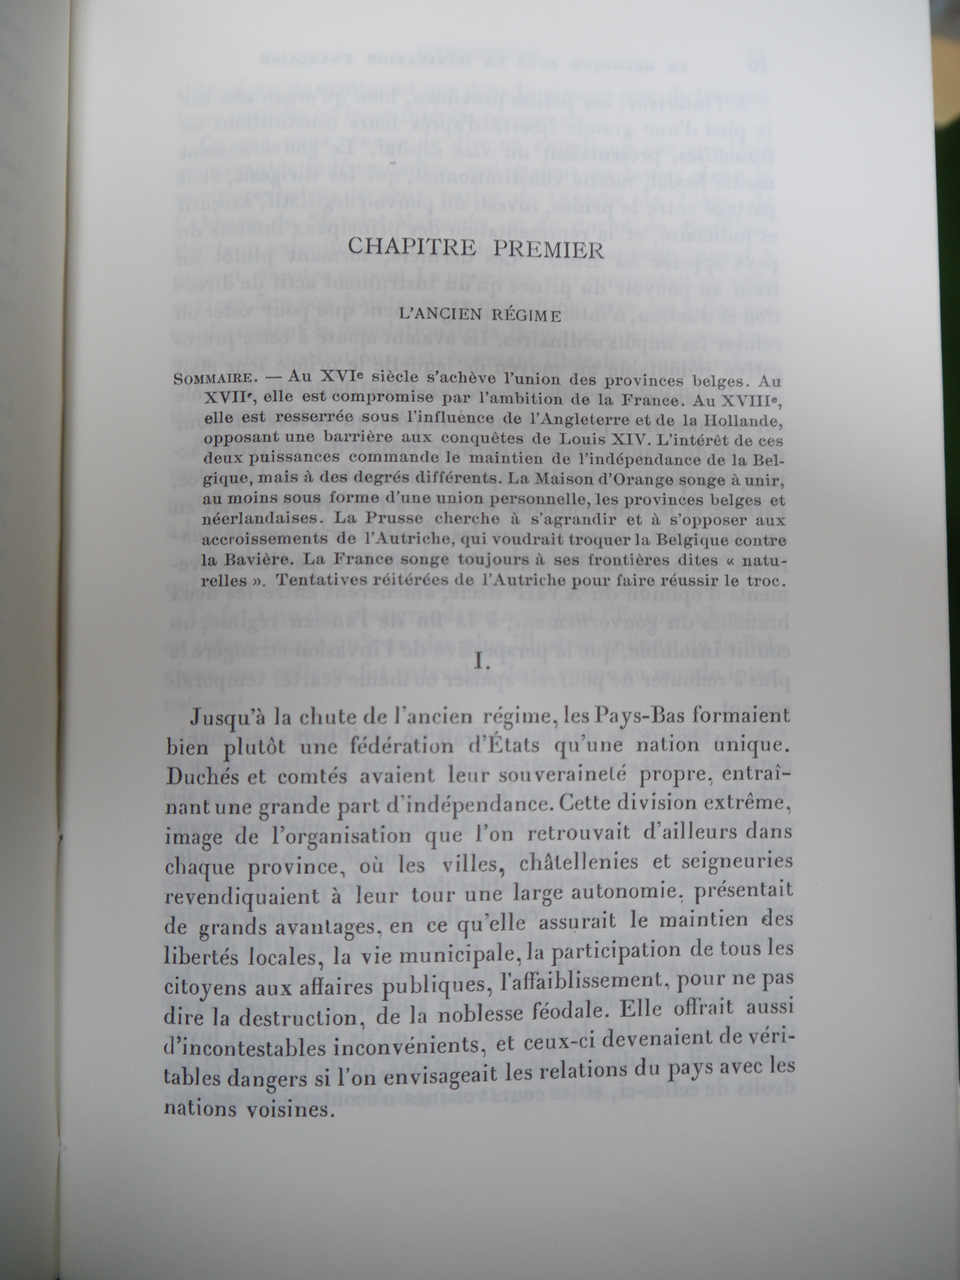 CHAPITRE PREMIER
L'ANCIEN RÉGIME
SOMMAIRE. — Au XVIe siècle s'achève l'union des provinces belges. Au
XVIIe, elle est compromise par l'ambition de la France. Au XVIIIe,
elle est resserrée sous l'influence de l'Angleterre et de la Hollande,
opposant une barrière aux conquêtes de Louis XIV. L'intérêt de ces
deux puissances commande le maintien de l'indépendance de la Bel-
gique, mais à des degrés différents. La Maison d'Orange songe à unir,
au moins sous forme d'une union personnelle, les provinces belges et
néerlandaises. La Prusse cherche à s'agrandir et à s'opposer aux
accroissements de l'Autriche, qui voudrait troquer la Belgique contre
la Bavière. La France songe toujours à ses frontières dites « natu-
relles ». Tentatives réitérées de l'Autriche pour faire réussir le troc.
I.
Jusqu'à la chute de l'ancien régime, les Pays-Bas formaient
bien plutôt une fédération d'États qu'une nation unique.
Duchés et comtés avaient leur souveraineté propre, entraî-
nant une grande part d'indépendance. Cette division extrême,
image de l'organisation que l'on retrouvait d'ailleurs dans
chaque province, où les villes, châtellenies et seigneuries
revendiquaient à leur tour une large autonomie, présentait
de grands avantages, en ce qu'elle assurait le maintien des
libertés locales, la vie municipale, la participation de tous les
citoyens aux affaires publiques, l'affaiblissement, pour ne pas
dire la destruction, de la noblesse féodale. Elle offrait aussi
d'incontestables inconvénients, et ceux-ci devenaient de véri-
tables dangers si l'on envisageait les relations du pays avec les
nations voisines.